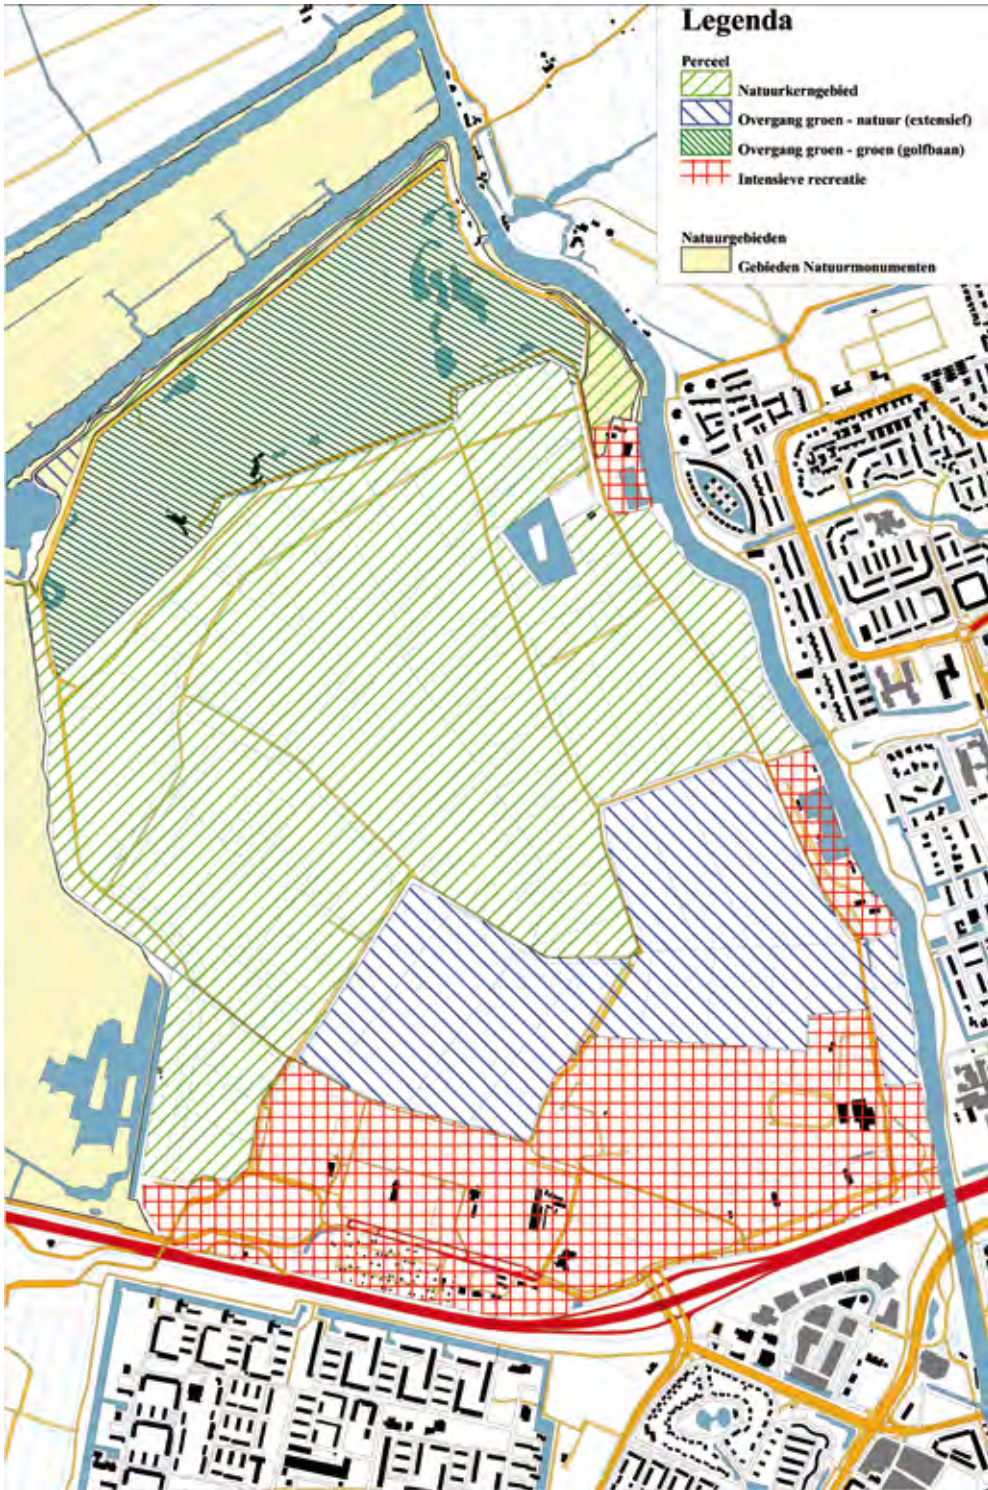 Legenda
Perceel
Natuurkerngebied
Overgang groen - natuur (extensief)
Overgang groen - groen (golfbaan)
Intensieve recreatie
Natuurgebieden
Gebieden Natuurmonumenten